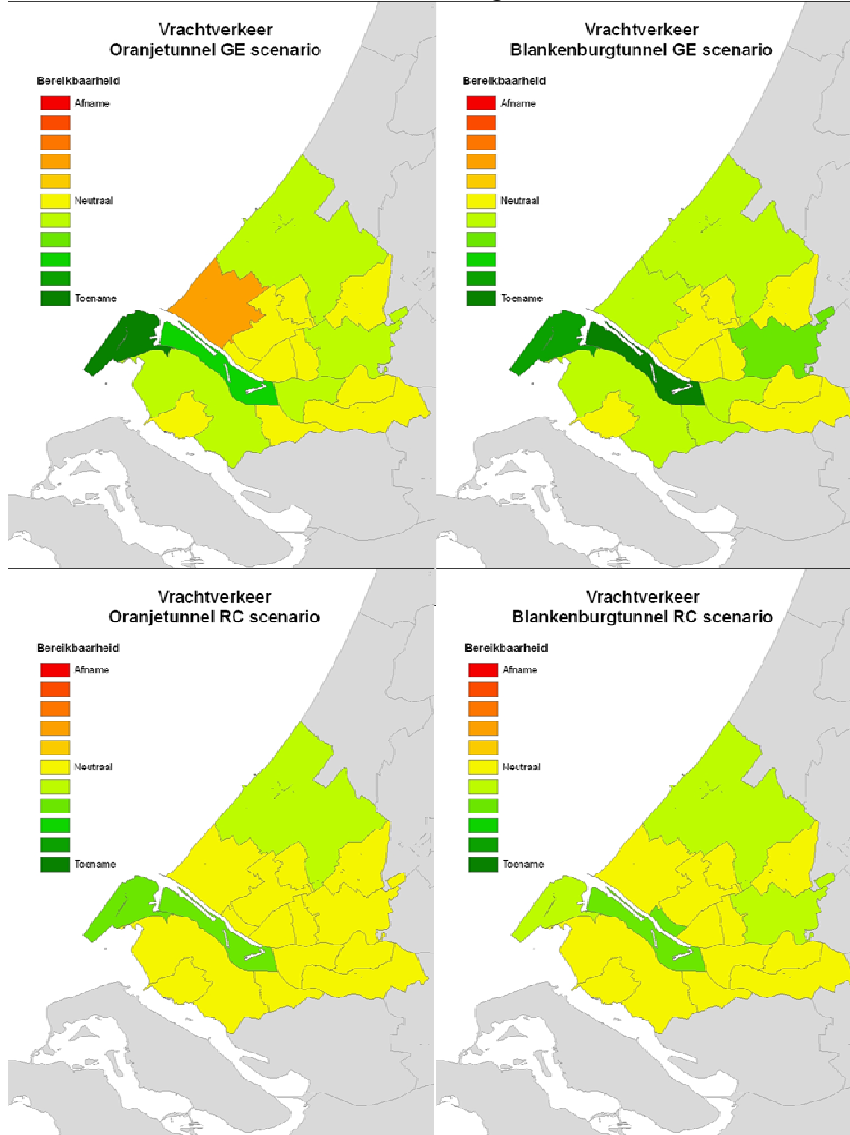 Vrachtverkeer
Oranjetunnel GE scenario
Bereikbaarheid
Afname
Neutraal
Toename
Vrachtverkeer
Blankenburgtunnel GE scenario
Bereikbaarheid
Afname
Neutraal
Toename
Vrachtverkeer
Oranjetunnel RC scenario
Bereikbaarheid
Afname
Neutraal
Toename
Vrachtverkeer
Blankenburgtunnel RC scenario
Bereikbaarheid
Afname
Neutraal
Toename